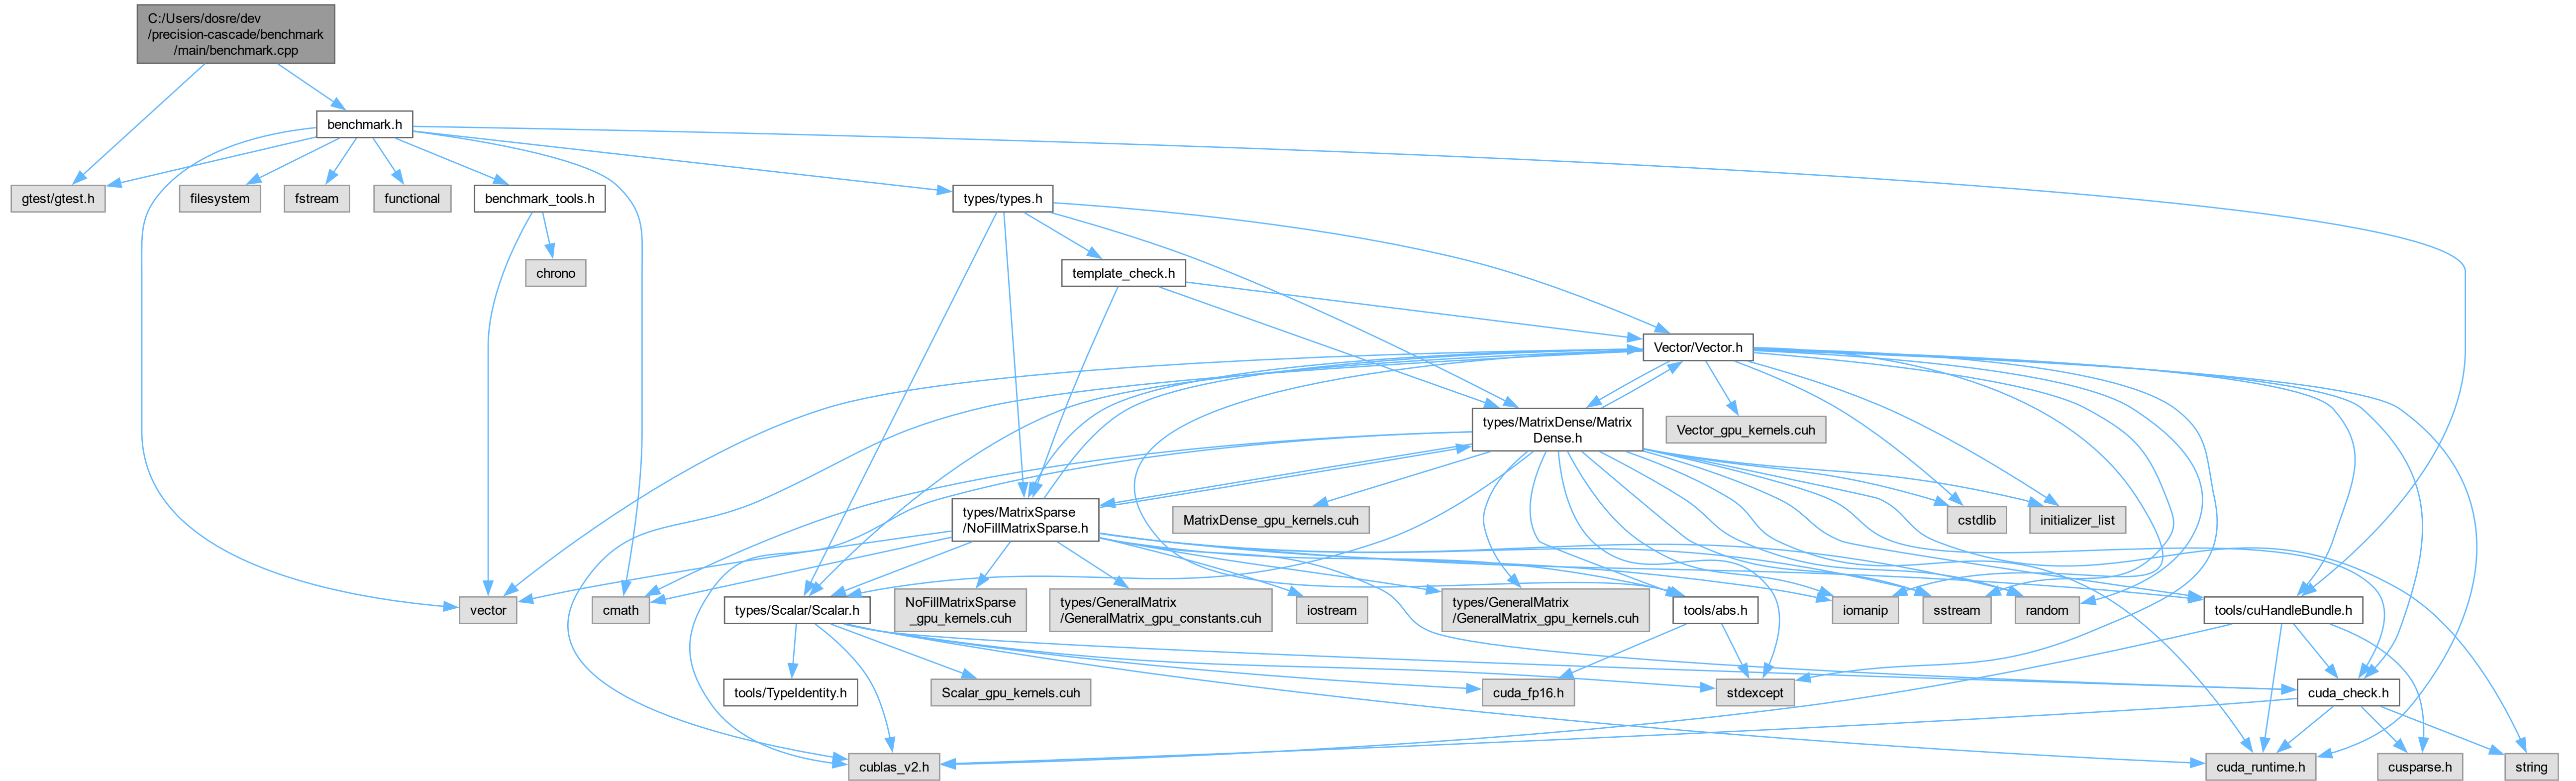 C:/Users/dosre/dev
/precision-cascade/benchmark
/main/benchmark.cpp
benchmark.h
gtest/gtest.h
filesystem
fstream
functional
benchmark_tools.h
types/types.h
chrono
template_check.h
Vector/Vector.h
types/MatrixDense/Matrix
Dense.h
Vector_gpu_kernels.cuh
types/MatrixSparse
/NoFillMatrixSparse.h
MatrixDense_gpu_kernels.cuh
cstdlib
initializer_list
vector
cmath
types/Scalar/Scalar.h
NoFillMatrixSparse
_gpu_kernels.cuh
types/GeneralMatrix
/GeneralMatrix_gpu_constants.cuh
iostream
types/GeneralMatrix
/GeneralMatrix_gpu_kernels.cuh
tools/abs.h
iomanip
sstream
random
tools/cuHandleBundle.h
tools/TypeIdentity.h
Scalar_gpu_kernels.cuh
cuda_fp16.h
stdexcept
cuda_check.h
cublas_v2.h
cuda_runtime.h
cusparse.h
string